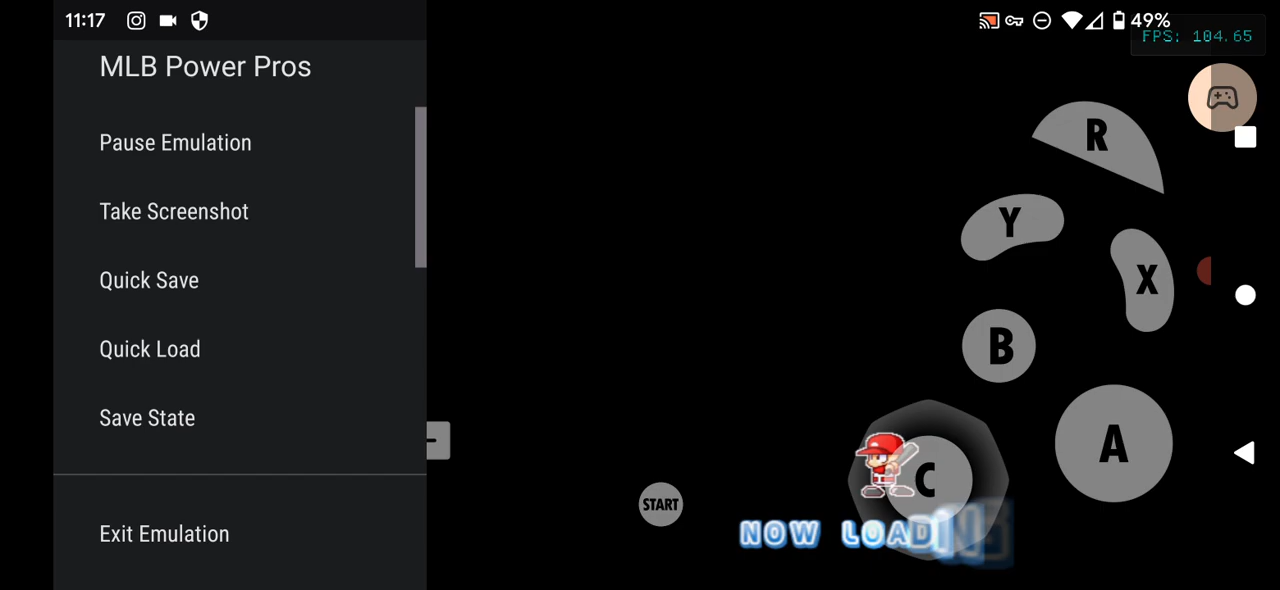 11:17
49%
FPS: 104.65
MLB Power Pros
Pause Emulation
Take Screenshot
Quick Save
Quick Load
Save State
Exit Emulation
R
Y
X
B
A
C
START
NOW LOADING